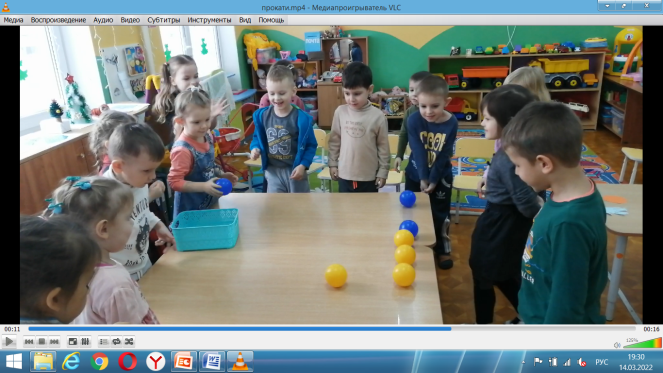 прокати.mp4 - Медиапроигрыватель VLC
Медиа Воспроизведение Аудио Видео Субтитры Инструменты Вид Помощь
00:11
00:16
РУС
19:30
14.03.2022